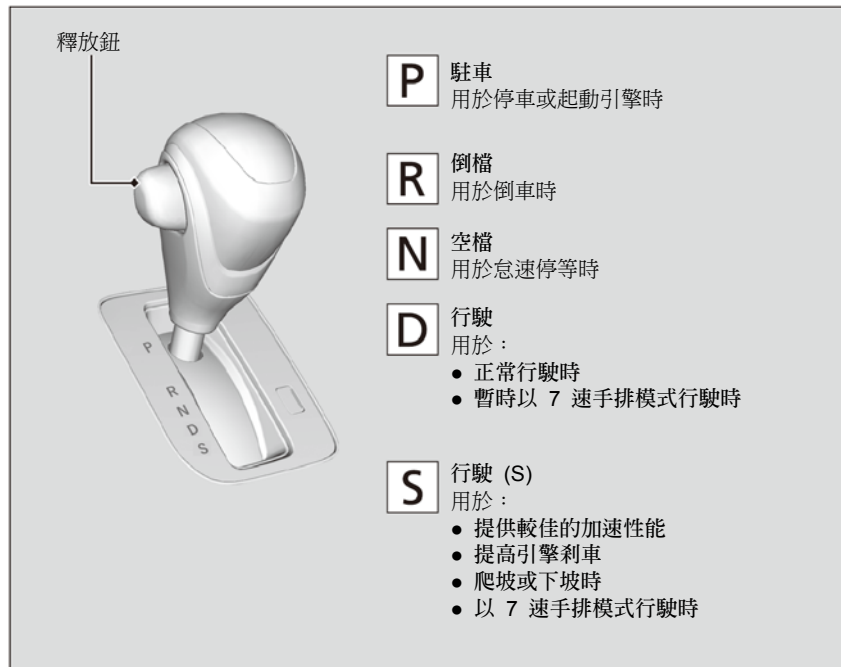 釋放鈕
P
駐車
用於停車或起動引擎時
R
倒檔
用於倒車時
N
空檔
用於怠速停等時
D
行駛
用於：
● 正常行駛時
● 暫時以 7 速手排模式行駛時
S
行駛 (S)
用於：
● 提供較佳的加速性能
● 提高引擎剎車
● 爬坡或下坡時
● 以 7 速手排模式行駛時
P
R
N
D
S